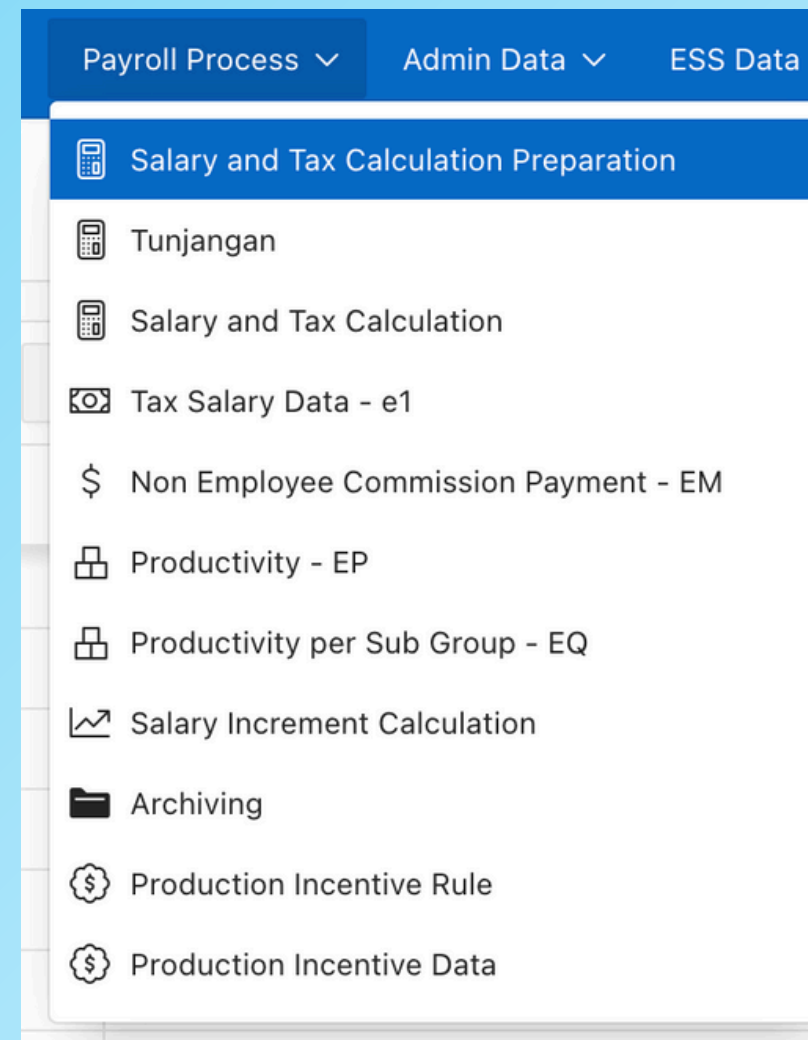 Payroll Process Admin Data ESS Data
Salary and Tax Calculation Preparation
Tunjangan
Salary and Tax Calculation
Tax Salary Data - e1
Non Employee Commission Payment - EM
Productivity - EP
Productivity per Sub Group - EQ
Salary Increment Calculation
Archiving
Production Incentive Rule
Production Incentive Data